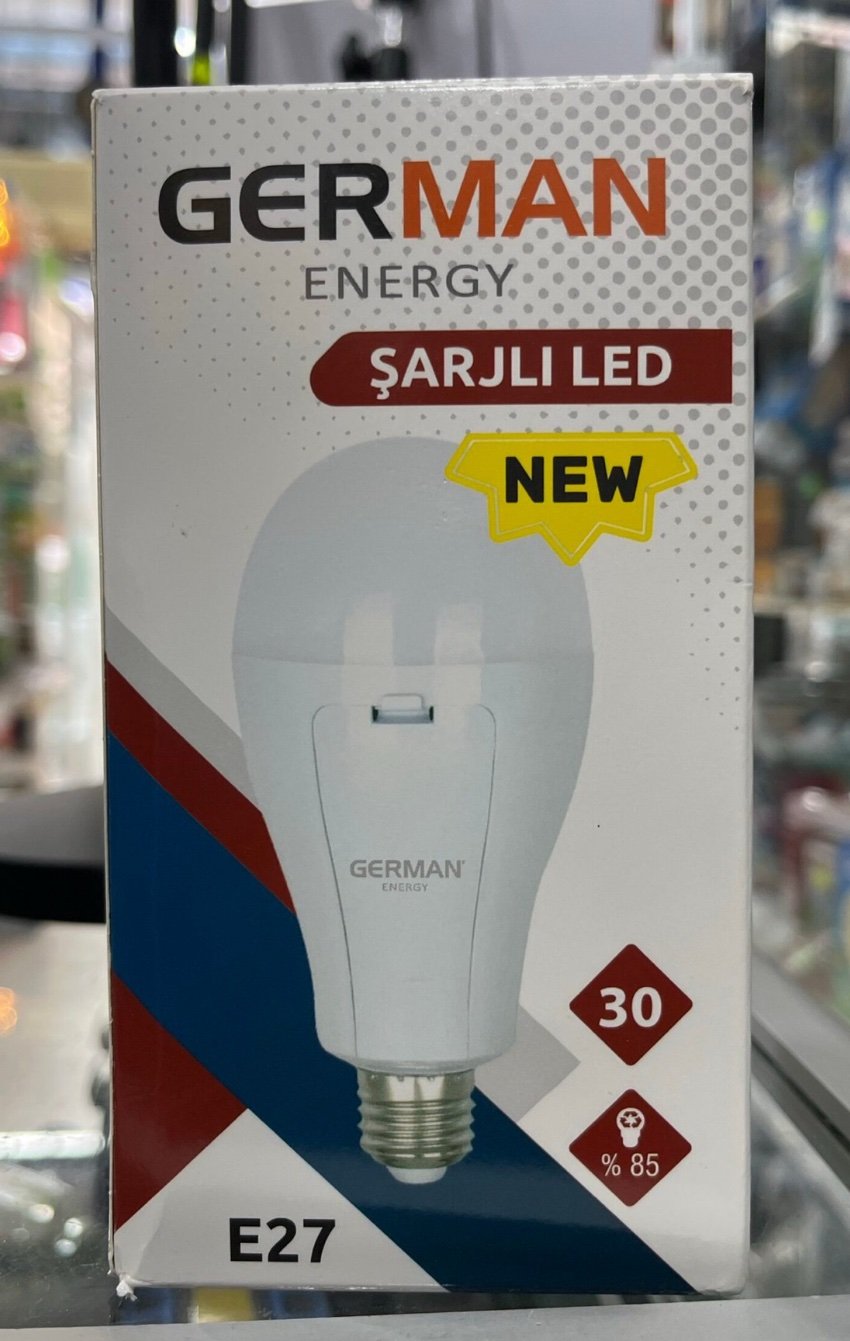 GERMAN
ENERGY
ŞARJLI LED
NEW
GERMAN
ENERGY
30
% 85
E27